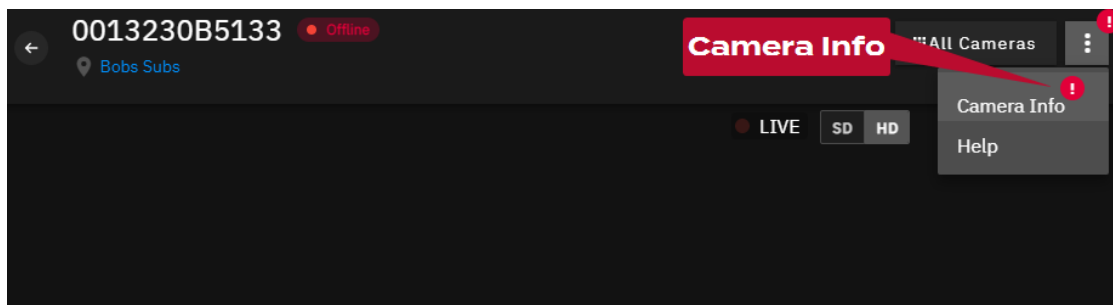 0013230B5133
Offline
Bobs Subs
Camera Info
All Cameras
Camera Info
Help
LIVE
SD
HD